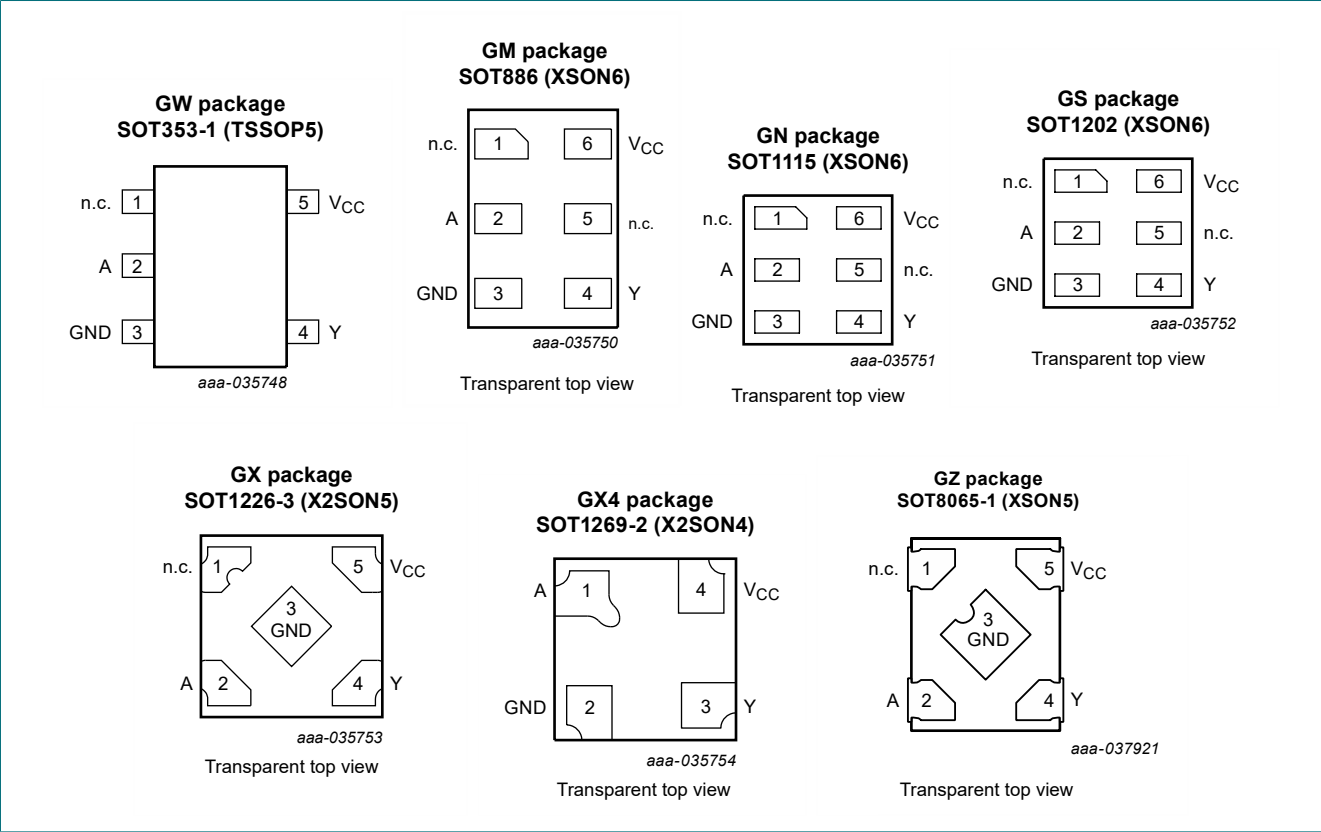 GW package
SOT353-1 (TSSOP5)
n.c. 1
5 VCC
A 2
GND 3
4 Y
aaa-035748
GM package
SOT886 (XSON6)
n.c. 1
6 VCC
A 2
5 n.c.
GND 3
4 Y
aaa-035750
Transparent top view
GN package
SOT1115 (XSON6)
n.c. 1
6 VCC
A 2
5 n.c.
GND 3
4 Y
aaa-035751
Transparent top view
GS package
SOT1202 (XSON6)
n.c. 1
6 VCC
A 2
5 n.c.
GND 3
4 Y
aaa-035752
Transparent top view
GX package
SOT1226-3 (X2SON5)
n.c. 1
5 VCC
3
GND
A 2
4 Y
aaa-035753
Transparent top view
GX4 package
SOT1269-2 (X2SON4)
A 1
4 VCC
GND 2
3 Y
aaa-035754
Transparent top view
GZ package
SOT8065-1 (XSON5)
n.c. 1
5 VCC
3
GND
A 2
4 Y
aaa-037921
Transparent top view